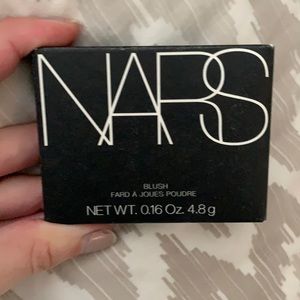 NARS
BLUSH
FARD À JOUES POUDRE
NET WT. 0.16 Oz. 4.8 g